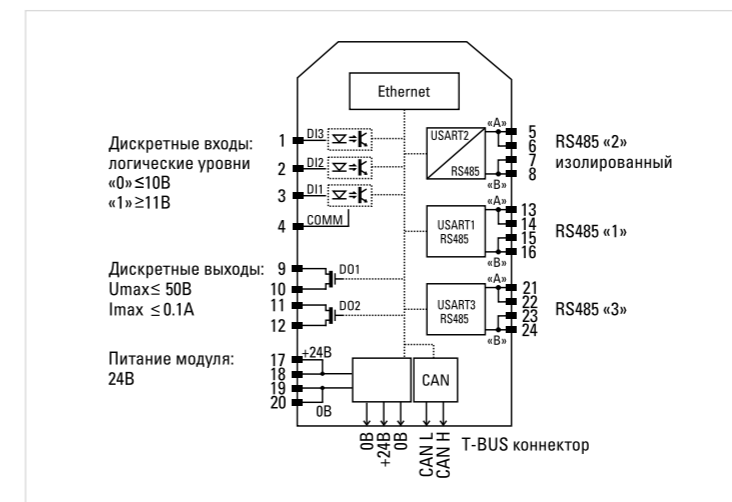 Ethernet
Дискретные входы:
логические уровни
«0»≤10В
«1»≥11В
1
DI3
2
DI2
3
DI1
4
COMM
USART2
RS485
«А»
5
6
7
8
«В»
RS485 «2»
изолированный
USART1
RS485
«А»
13
14
15
16
«В»
RS485 «1»
Дискретные выходы:
Umax≤ 50В
Imax ≤0.1А
9
DO1
10
11
DO2
12
USART3
RS485
«А»
21
22
23
24
«В»
RS485 «3»
Питание модуля:
24В
17
+24В
18
19
20
0В
CAN
0В
+24В
0В
CAN L
CAN H
T-BUS коннектор